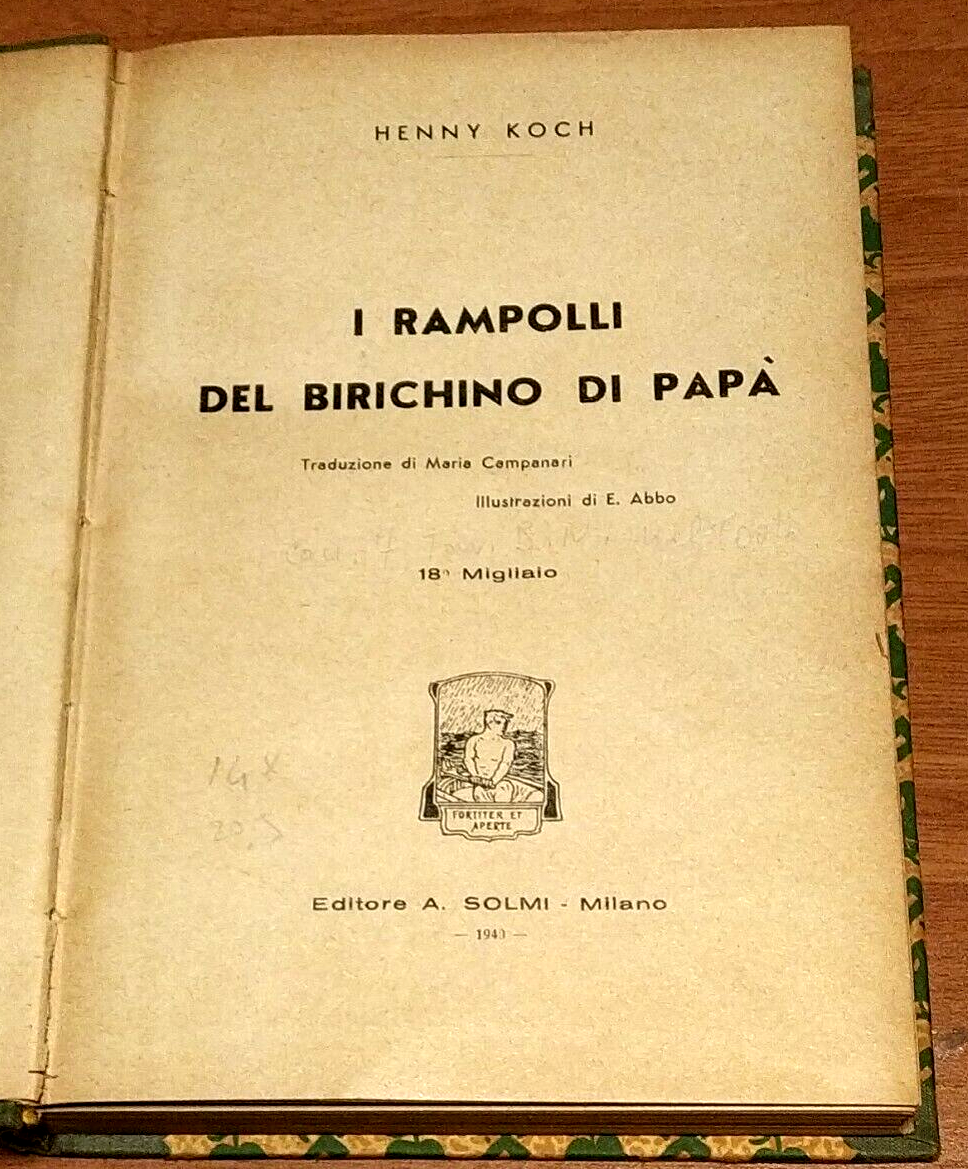 HENNY KOCH
I RAMPOLLI
DEL BIRICHINO DI PAPÀ
Traduzione di Maria Campanari
Illustrazioni di E. Abbo
18° Migliaio
14
FORTITER ET
APERTE
Editore A. SOLMI - Milano
— 1940 —